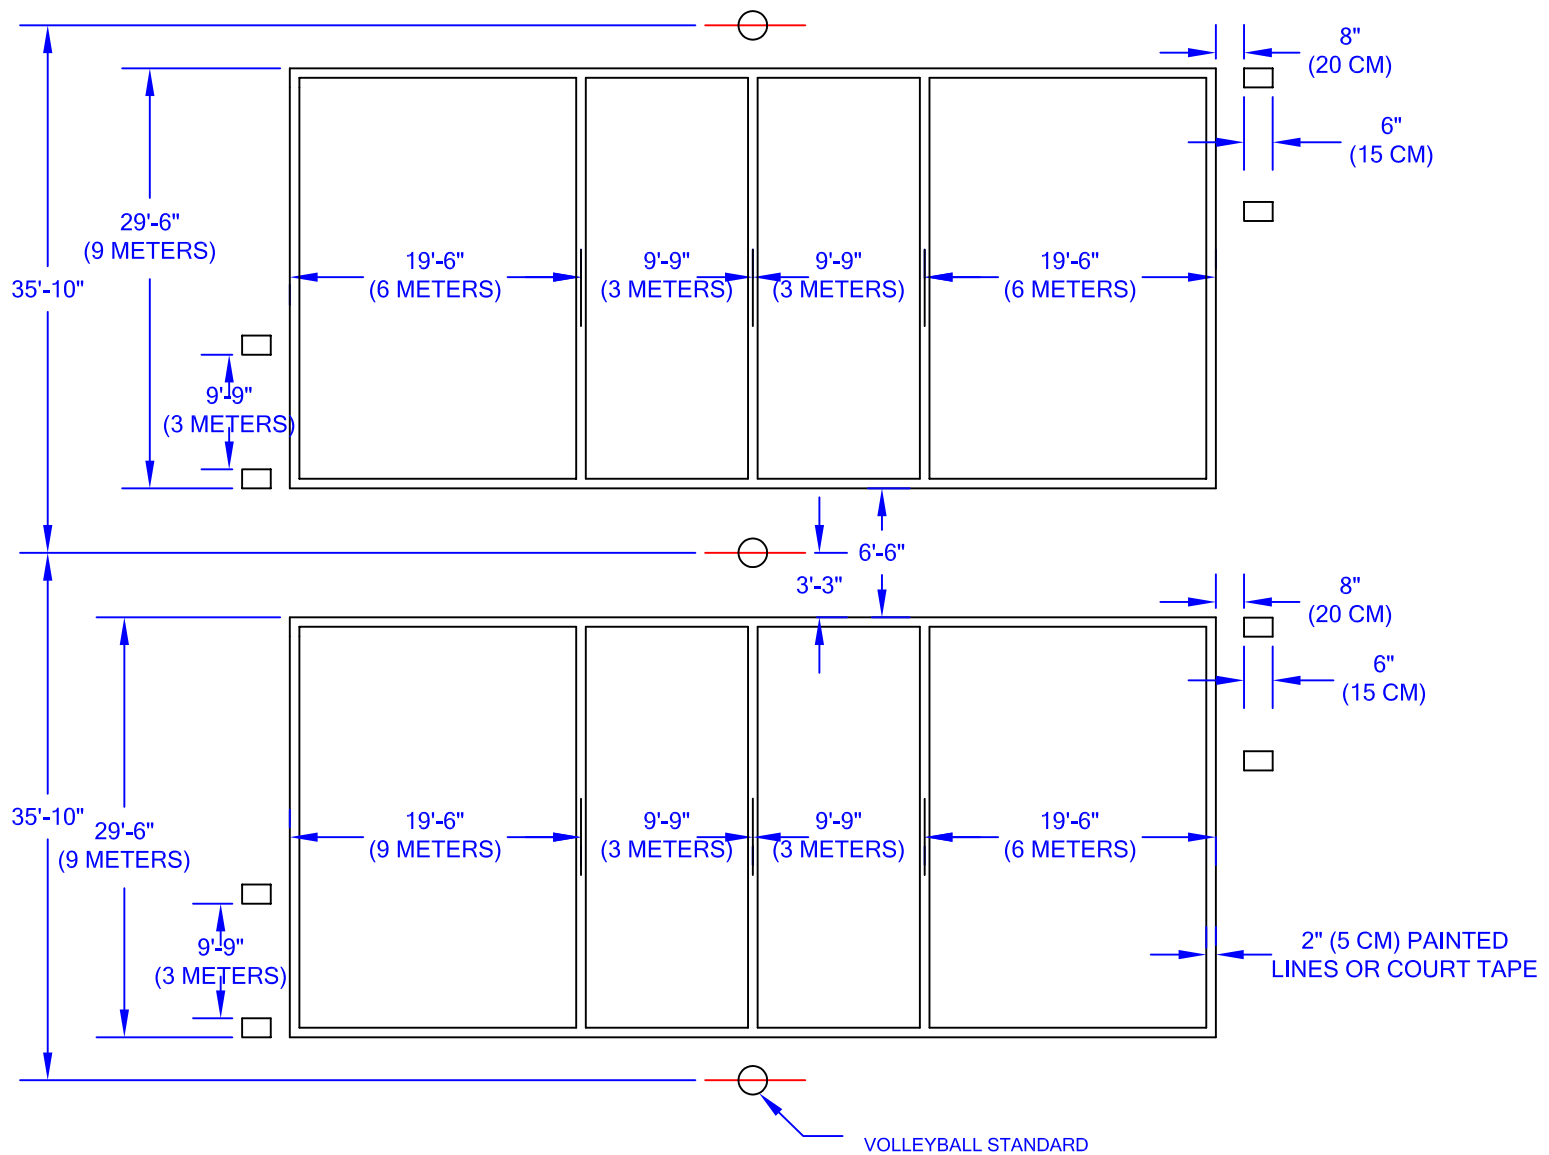 8"
(20 CM)
6"
(15 CM)
29'-6"
(9 METERS)
35'-10"
19'-6"
(6 METERS)
9'-9"
(3 METERS)
9'-9"
(3 METERS)
19'-6"
(6 METERS)
9'-9"
(3 METERS)
6'-6"
3'-3"
8"
(20 CM)
6"
(15 CM)
35'-10"
29'-6"
(9 METERS)
19'-6"
(9 METERS)
9'-9"
(3 METERS)
9'-9"
(3 METERS)
19'-6"
(6 METERS)
9'-9"
(3 METERS)
2" (5 CM) PAINTED
LINES OR COURT TAPE
VOLLEYBALL STANDARD